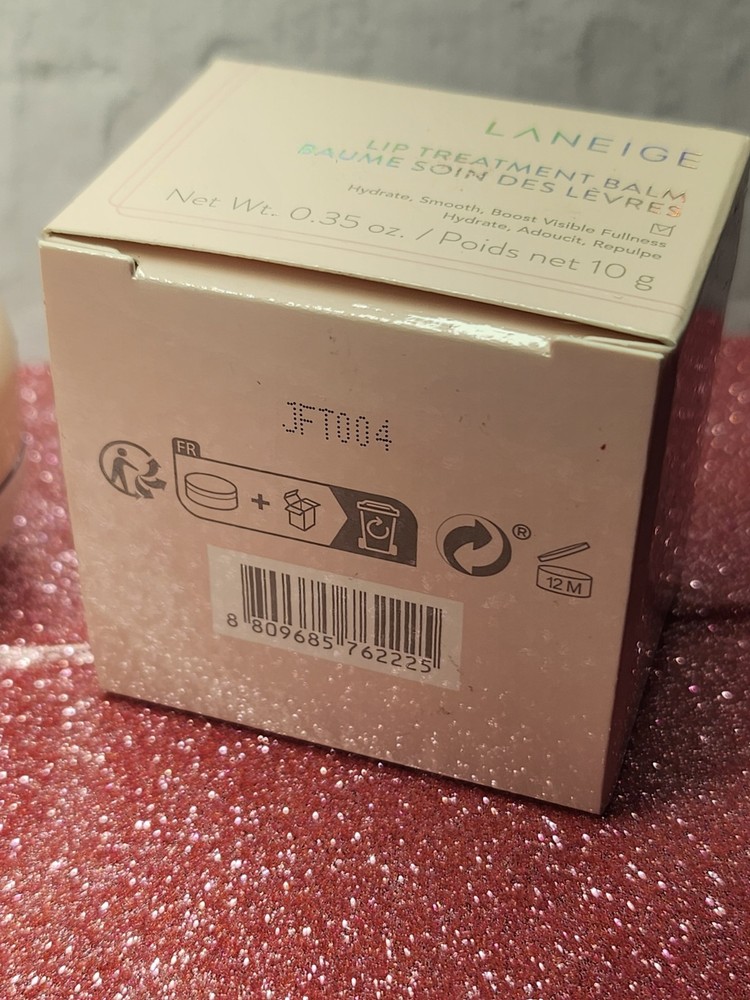 LANEIGE
LIP TREATMENT BALM
BAUME SOIN DES LÈVRES
Hydrate, Smooth, Boost Visible Fullness
Hydrate, Adoucit, Repulpe
Net Wt. 0.35 oz. / Poids net 10 g
JFT004
FR
®
12 M
8 809685 762225